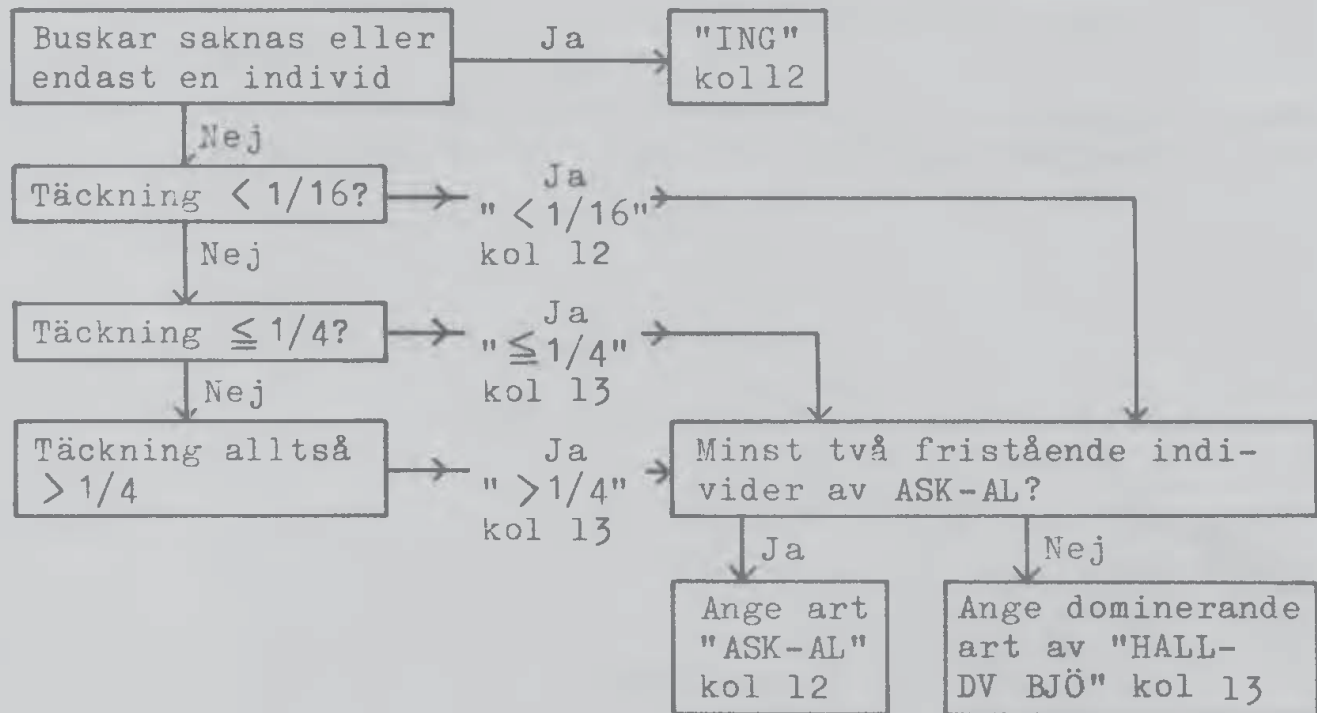 Buskar saknas eller
endast en individ
Ja
"ING"
kol12
Nej
Täckning < 1/16?
Ja
" < 1/16"
kol 12
Nej
Täckning ≦ 1/4?
Ja
"≦ 1/4"
kol 13
Nej
Täckning alltså
> 1/4
Ja
" > 1/4"
kol 13
Minst två fristående indi-
vider av ASK-AL?
Ja
Nej
Ange art
"ASK-AL"
kol 12
Ange dominerande
art av "HALL-
DV BJÖ" kol 13